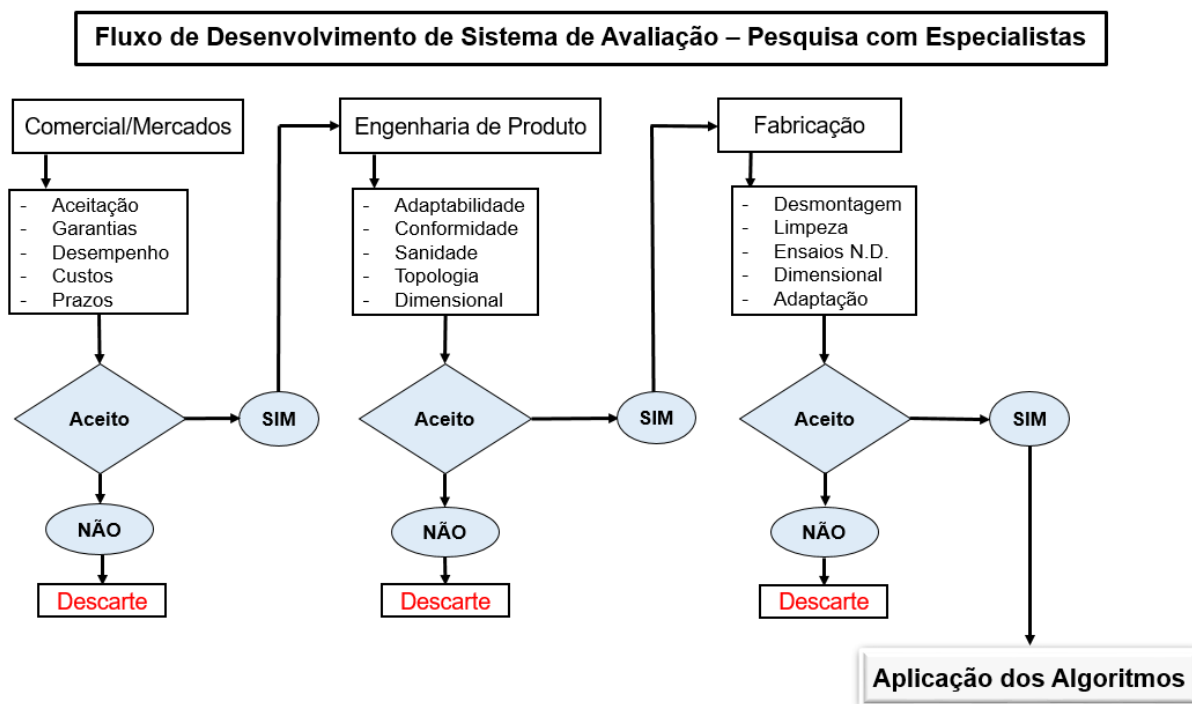 Fluxo de Desenvolvimento de Sistema de Avaliação – Pesquisa com Especialistas
Comercial/Mercados
- Aceitação
- Garantias
- Desempenho
- Custos
- Prazos
Aceito
SIM
NÃO
Descarte
Engenharia de Produto
- Adaptabilidade
- Conformidade
- Sanidade
- Topologia
- Dimensional
Aceito
SIM
NÃO
Descarte
Fabricação
- Desmontagem
- Limpeza
- Ensaios N.D.
- Dimensional
- Adaptação
Aceito
SIM
NÃO
Descarte
Aplicação dos Algoritmos